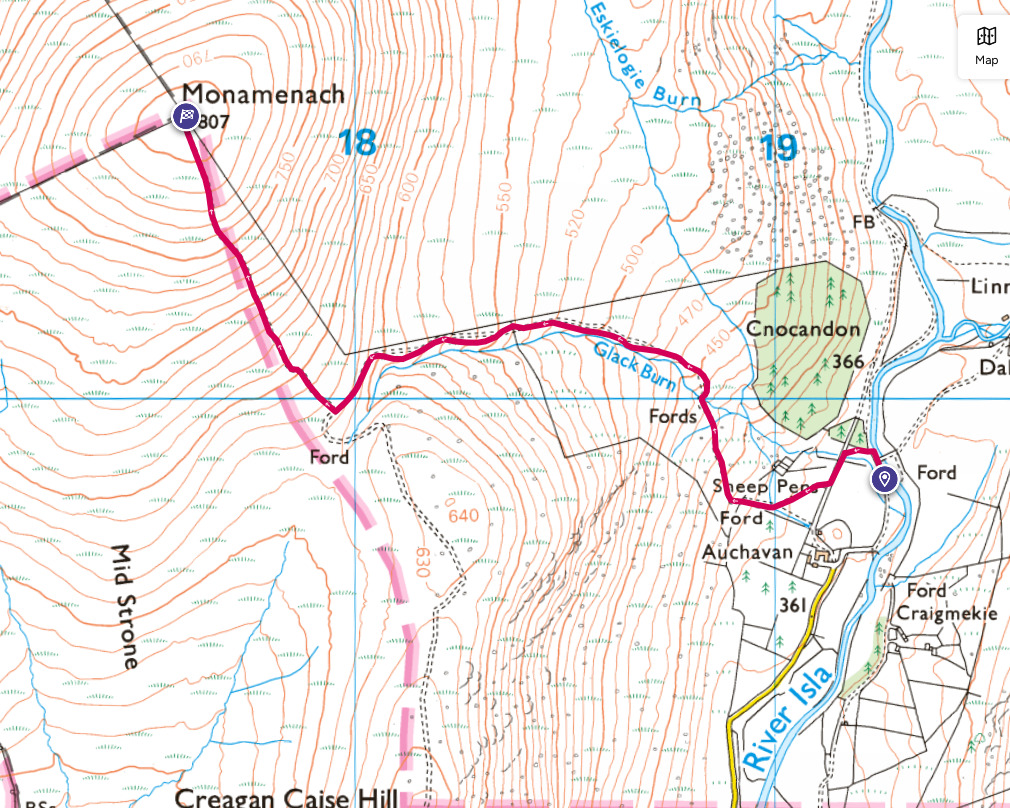 Eskielogie Burn
Map
790
Monamenach
807
18
19
750
700
650
600
550
520
500
470
450
FB
Linn
Cnocandon
366
Glack Burn
Dal
Fords
Ford
Ford
Sheep Pens
640
Ford
630
Auchavan
361
Ford
Craigmekie
Mid Strone
River Isla
Creagan Caise Hill